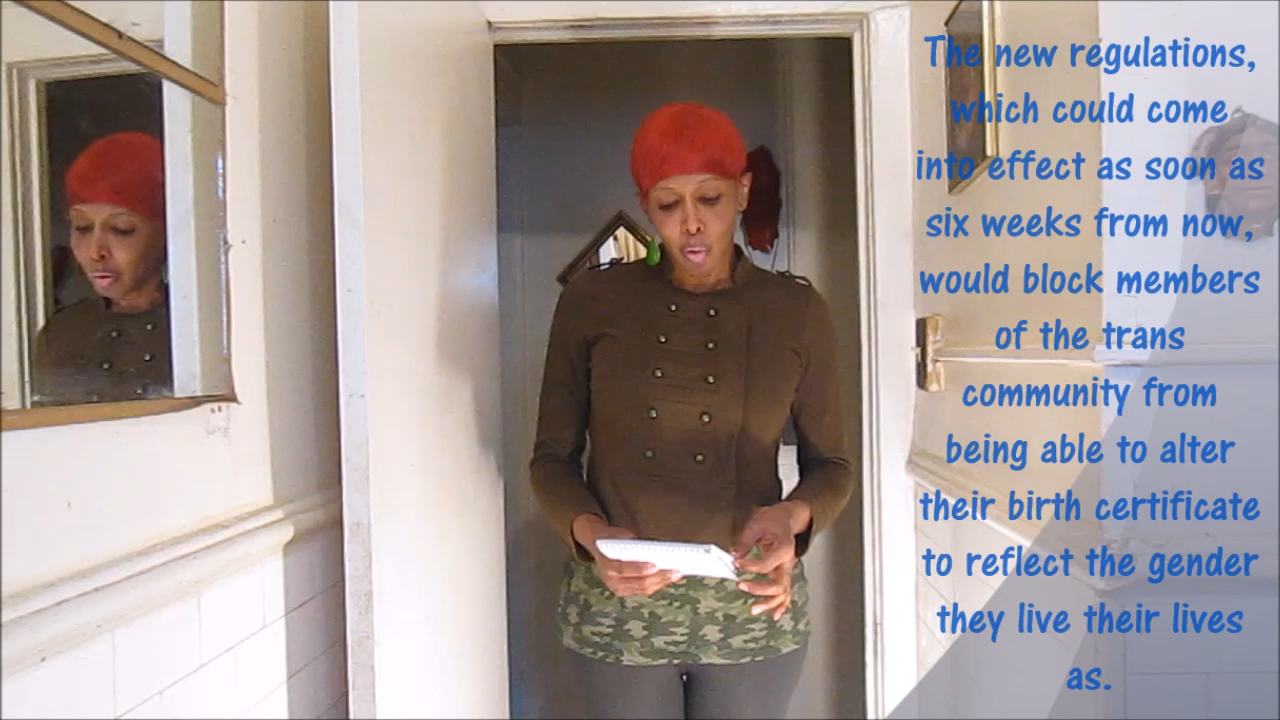 The new regulations,
which could come
into effect as soon as
six weeks from now,
would block members
of the trans
community from
being able to alter
their birth certificate
to reflect the gender
they live their lives
as.